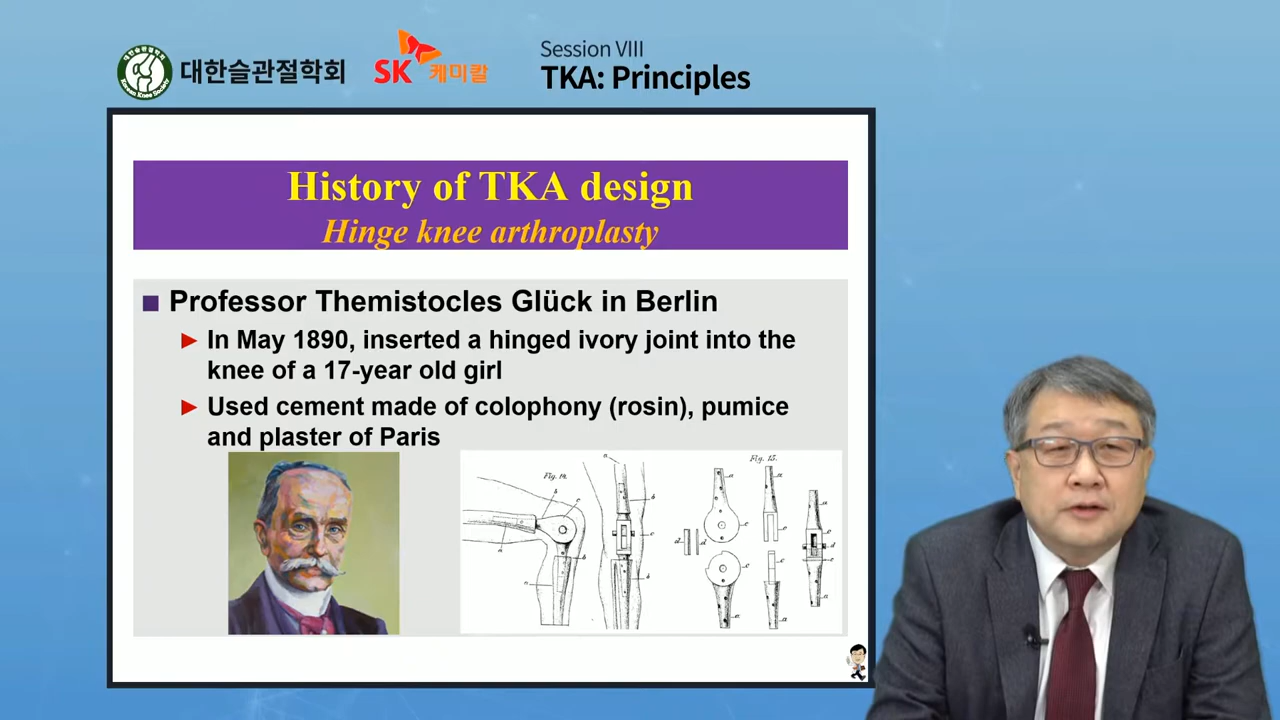 대한슬관절학회
SK 케미칼
Session VIII
TKA: Principles
History of TKA design
Hinge knee arthroplasty
Professor Themistocles Glück in Berlin
In May 1890, inserted a hinged ivory joint into the
knee of a 17-year old girl
Used cement made of colophony (rosin), pumice
and plaster of Paris
Fig. 14.
Fig. 15.